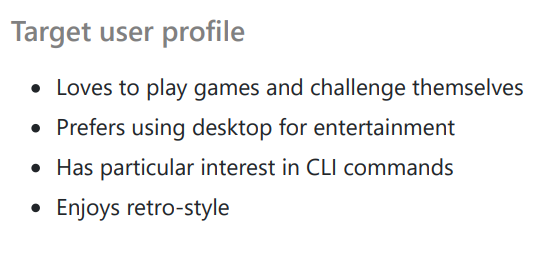 Target user profile
• Loves to play games and challenge themselves
• Prefers using desktop for entertainment
• Has particular interest in CLI commands
• Enjoys retro-style